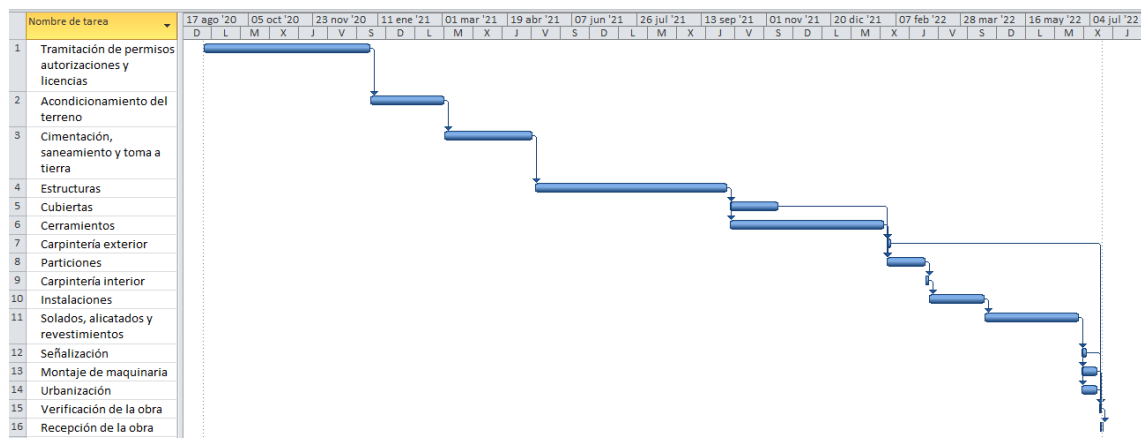 Nombre de tarea
17 ago '20 05 oct '20 23 nov '20 11 ene '21 01 mar '21 19 abr '21 07 jun '21 26 jul '21 13 sep '21 01 nov '21 20 dic '21 07 feb '22 28 mar '22 16 may '22 04 jul '22
D L M X J V S D L M X J V S D L M X J V S D L M X J V S D L M X J
1 Tramitación de permisos
autorizaciones y
licencias
2 Acondicionamiento del
terreno
3 Cimentación,
saneamiento y toma a
tierra
4 Estructuras
5 Cubiertas
6 Cerramientos
7 Carpintería exterior
8 Particiones
9 Carpintería interior
10 Instalaciones
11 Solados, alicatados y
revestimientos
12 Señalización
13 Montaje de maquinaria
14 Urbanización
15 Verificación de la obra
16 Recepción de la obra